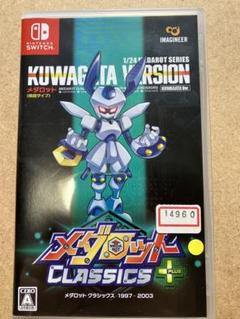 NINTENDO
SWITCH
IMAGINEER
1/24 MEDAROT SERIES
KUWAGATA VERSION
メダロット
KUWAGATA Ver.
14960
メダロット
CLASSICS
PLUS
メダロット クラシックス 1997 - 2003
CERO
A